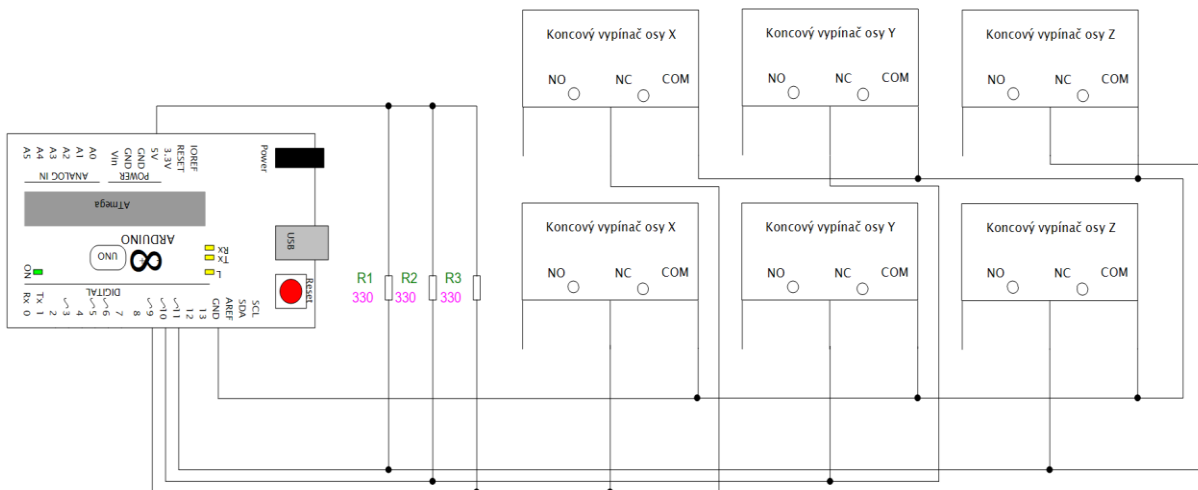 Koncový vypínač osy X
NO NC COM
Koncový vypínač osy Y
NO NC COM
Koncový vypínač osy Z
NO NC COM
IOREF
RESET
3.3V
5V
GND
GND
Vin
A0
A1
A2
A3
A4
A5
POWER
ANALOG IN
Power
ATmega
ARDUINO
UNO
USB
Rx
Tx
L
ON
Reset
DIGITAL
Rx 0
Tx 1
2
~3
4
~5
~6
7
8
~9
~10
~11
12
13
GND
AREF
SDA
SCL
R1 R2 R3
330 330 330
Koncový vypínač osy X
NO NC COM
Koncový vypínač osy Y
NO NC COM
Koncový vypínač osy Z
NO NC COM